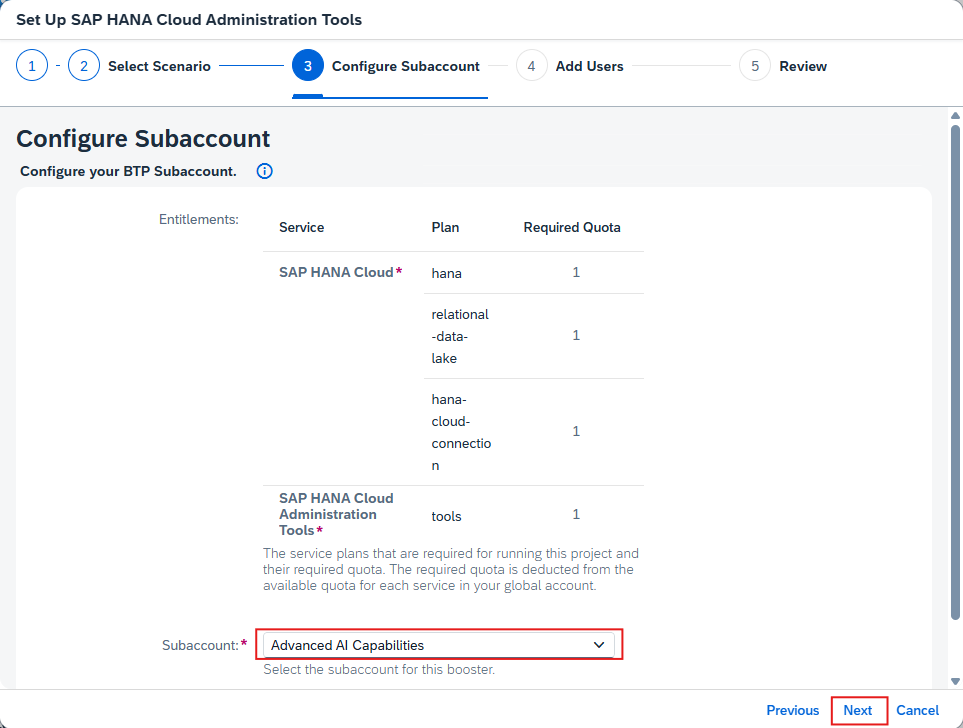 Set Up SAP HANA Cloud Administration Tools
1 - 2 Select Scenario 3 Configure Subaccount 4 Add Users 5 Review
Configure Subaccount
Configure your BTP Subaccount.
Entitlements:
Service Plan Required Quota
SAP HANA Cloud* hana 1
relational
-data-
lake
1
hana-
cloud-
connectio
n
1
SAP HANA Cloud
Administration
Tools*
tools 1
The service plans that are required for running this project and
their required quota. The required quota is deducted from the
available quota for each service in your global account.
Subaccount:* Advanced AI Capabilities
Select the subaccount for this booster.
Previous Next Cancel